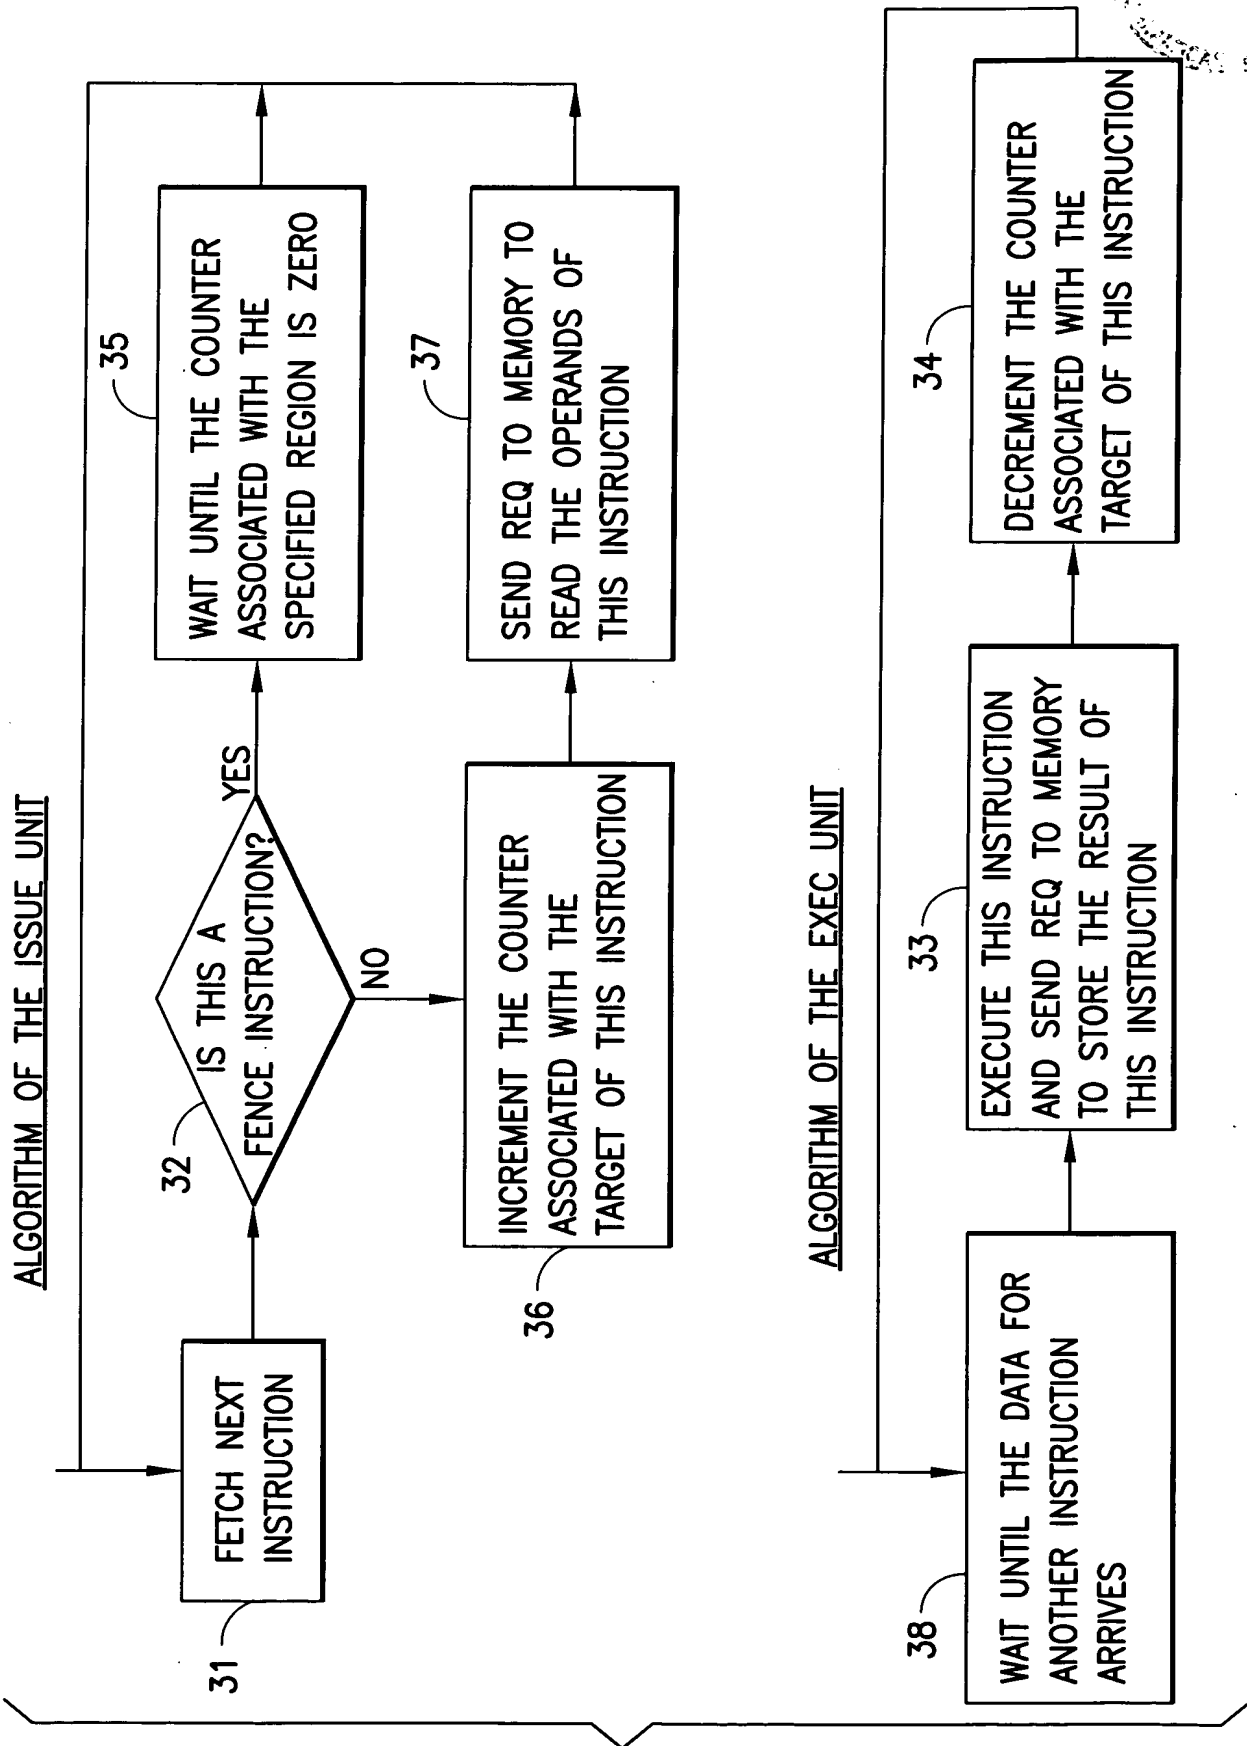 ALGORITHM OF THE ISSUE UNIT
31
FETCH NEXT
INSTRUCTION
32
IS THIS A
FENCE INSTRUCTION?
YES
NO
35
WAIT UNTIL THE COUNTER
ASSOCIATED WITH THE
SPECIFIED REGION IS ZERO
36
INCREMENT THE COUNTER
ASSOCIATED WITH THE
TARGET OF THIS INSTRUCTION
37
SEND REQ TO MEMORY TO
READ THE OPERANDS OF
THIS INSTRUCTION
ALGORITHM OF THE EXEC UNIT
38
WAIT UNTIL THE DATA FOR
ANOTHER INSTRUCTION
ARRIVES
33
EXECUTE THIS INSTRUCTION
AND SEND REQ TO MEMORY
TO STORE THE RESULT OF
THIS INSTRUCTION
34
DECREMENT THE COUNTER
ASSOCIATED WITH THE
TARGET OF THIS INSTRUCTION